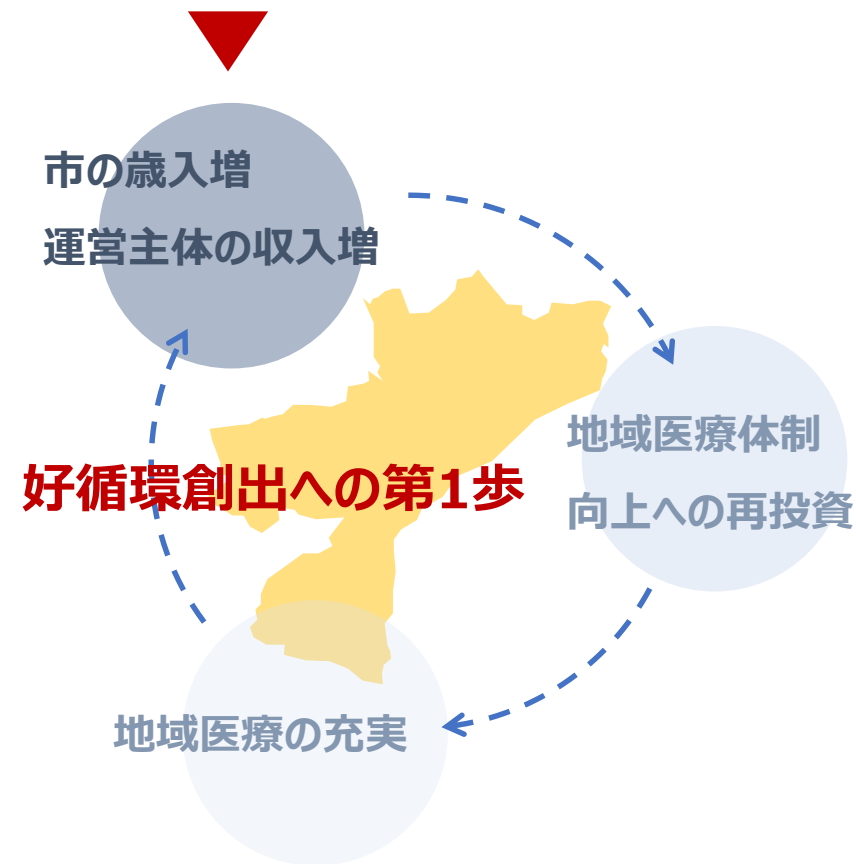 市の歳入増
運営主体の収入増
地域医療体制
向上への再投資
好循環創出への第1歩
地域医療の充実